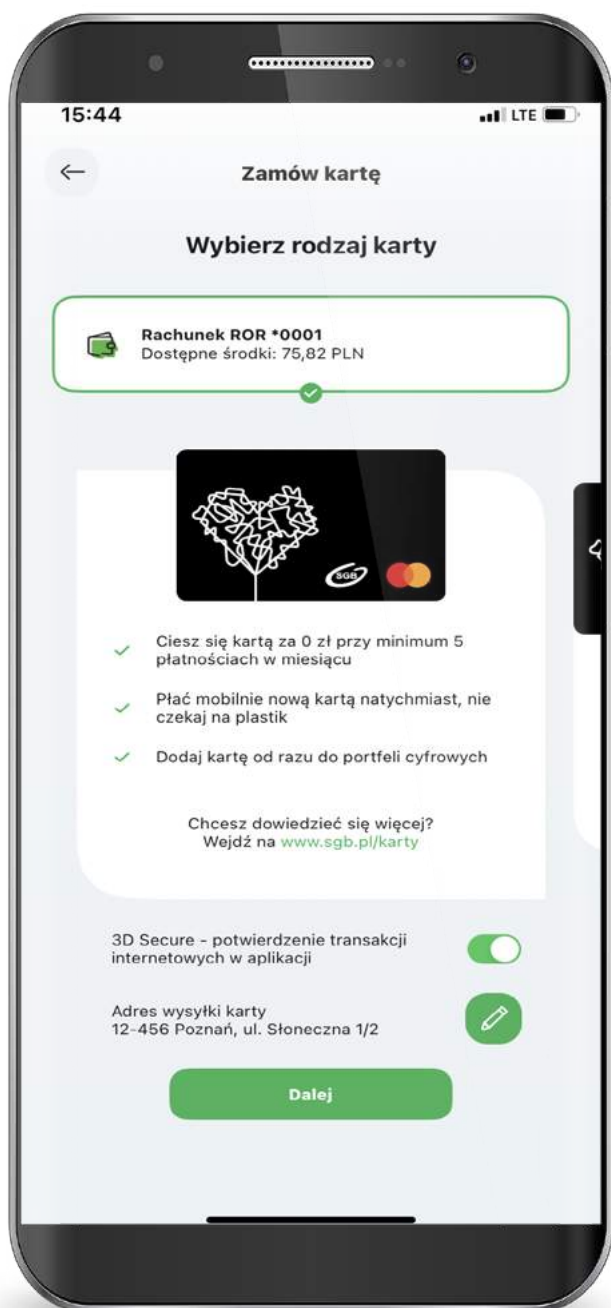 15:44
LTE
Zamów kartę
Wybierz rodzaj karty
Rachunek ROR *0001
Dostępne środki: 75,82 PLN
SGB
Ciesz się kartą za 0 zł przy minimum 5
płatnościach w miesiącu
Płać mobilnie nową kartą natychmiast, nie
czekaj na plastik
Dodaj kartę od razu do portfeli cyfrowych
Chcesz dowiedzieć się więcej?
Wejdź na www.sgb.pl/karty
3D Secure - potwierdzenie transakcji
internetowych w aplikacji
Adres wysyłki karty
12-456 Poznań, ul. Słoneczna 1/2
Dalej